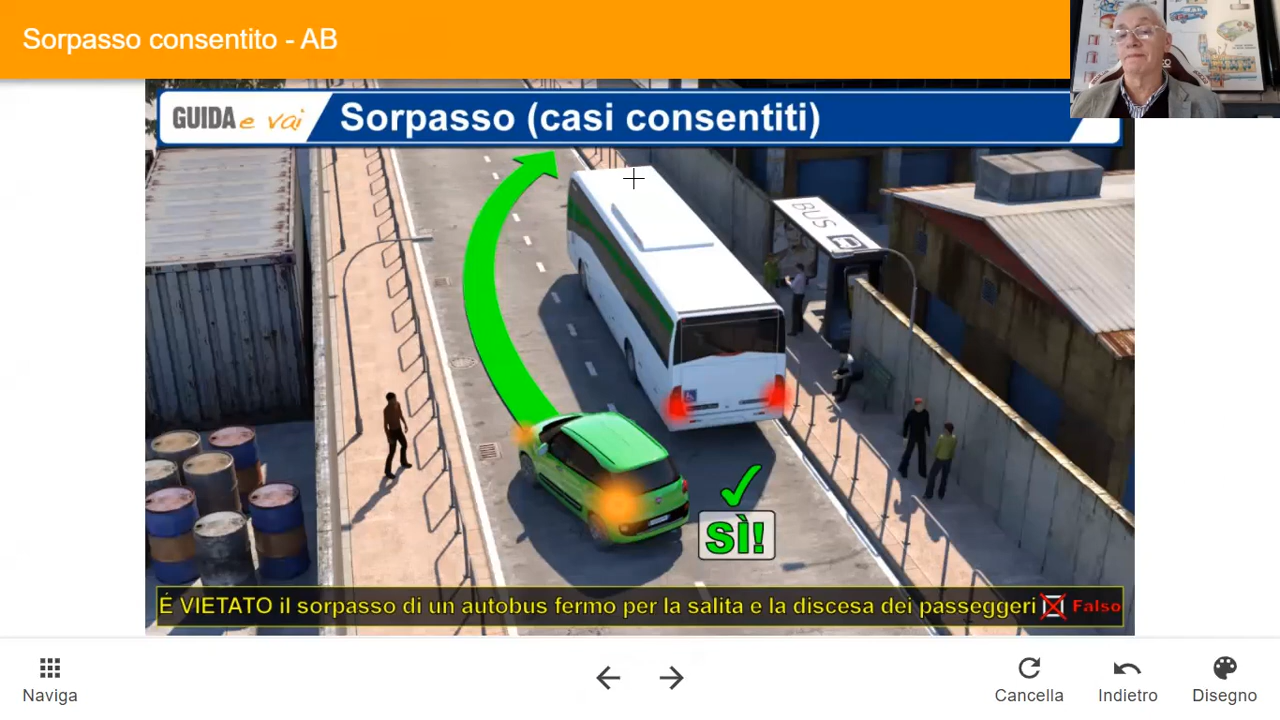 Sorpasso consentito - AB
GUIDA e vai
Sorpasso (casi consentiti)
BUS
SÌ!
É VIETATO il sorpasso di un autobus fermo per la salita e la discesa dei passeggeri Falso
Naviga
Cancella
Indietro
Disegno